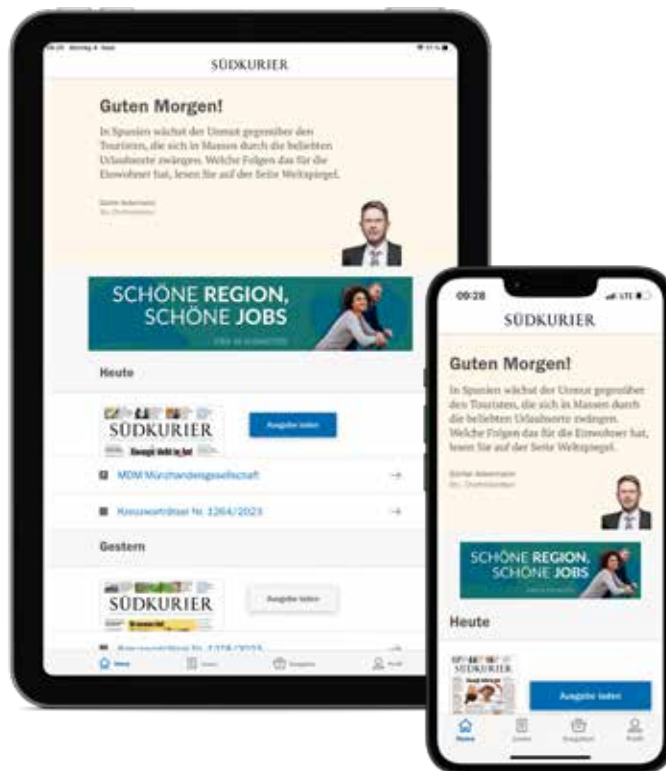 SÜDKURIER
Guten Morgen!
In Spanien wächst der Unmut gegenüber den
Touristen, die sich in Massen durch die beliebten
Urlaubsorte zwängen. Welche Folgen das für die
Einwohner hat, lesen Sie auf der Seite Weltspiegel.
SCHÖNE REGION,
SCHÖNE JOBS
Heute
SÜDKURIER
Ausgabe laden
MDM Münzhandelsgesellschaft
Kreuzworträtsel Nr. 1264/2023
Gestern
SÜDKURIER
Ausgabe laden
Home
09:28
LTE
SÜDKURIER
Guten Morgen!
In Spanien wächst der Unmut gegenüber
den Touristen, die sich in Massen durch
die beliebten Urlaubsorte zwängen.
Welche Folgen das für die Einwohner hat,
lesen Sie auf der Seite Weltspiegel.
SCHÖNE REGION,
SCHÖNE JOBS
Heute
SÜDKURIER
Ausgabe laden
Home